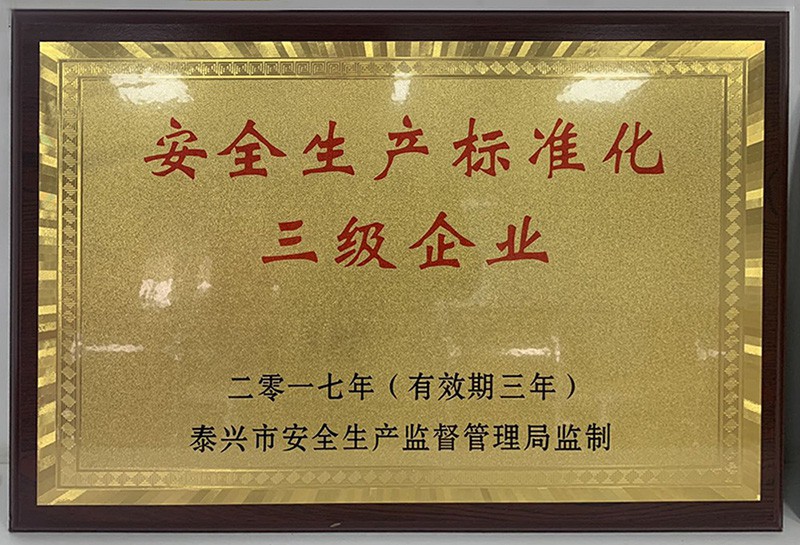 安全生产标准化
三级企业
二零一七年（有效期三年）
泰兴市安全生产监督管理局监制